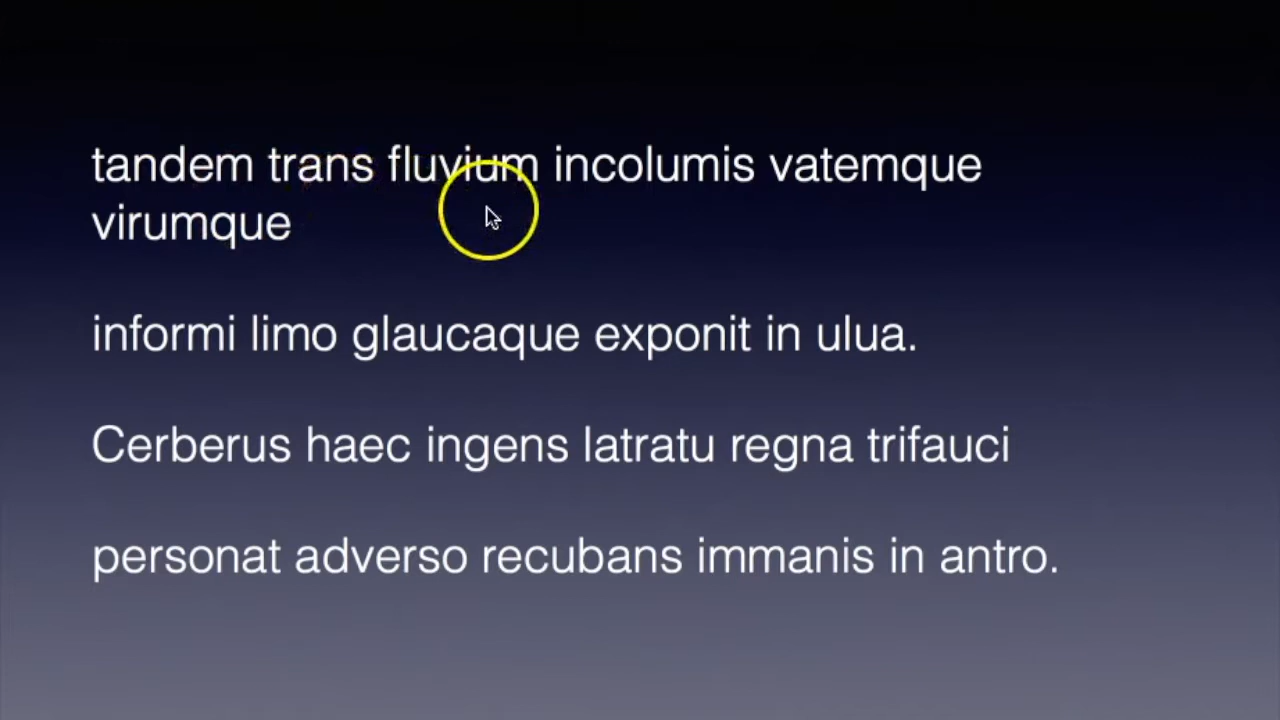 tandem trans fluvium incolumis vatemque
virumque
informi limo glaucaque exponit in ulua.
Cerberus haec ingens latratu regna trifauci
personat adverso recubans immanis in antro.